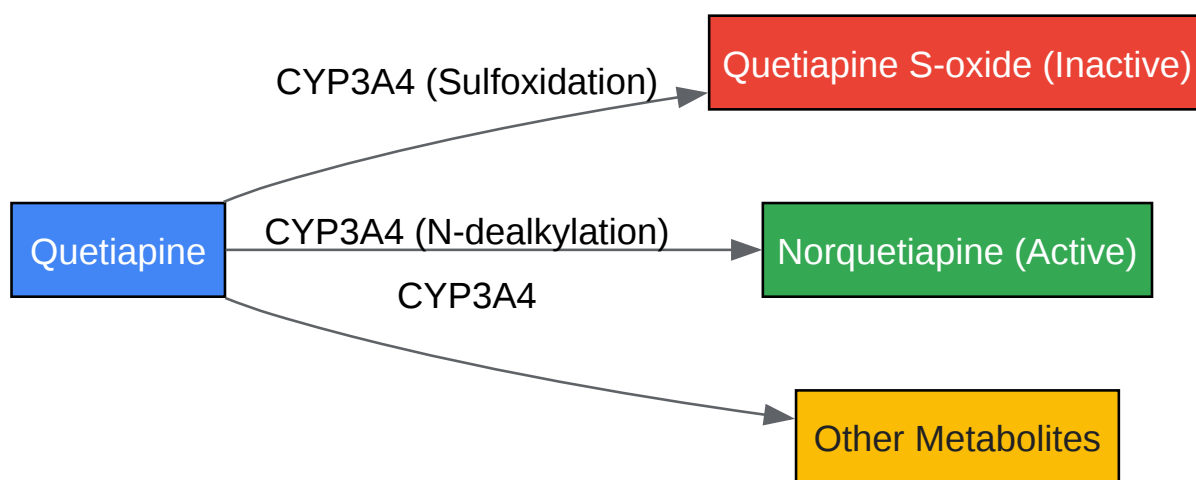 CYP3A4 (Sulfoxidation)
Quetiapine S-oxide (Inactive)
Quetiapine
CYP3A4 (N-dealkylation)
Norquetiapine (Active)
CYP3A4
Other Metabolites